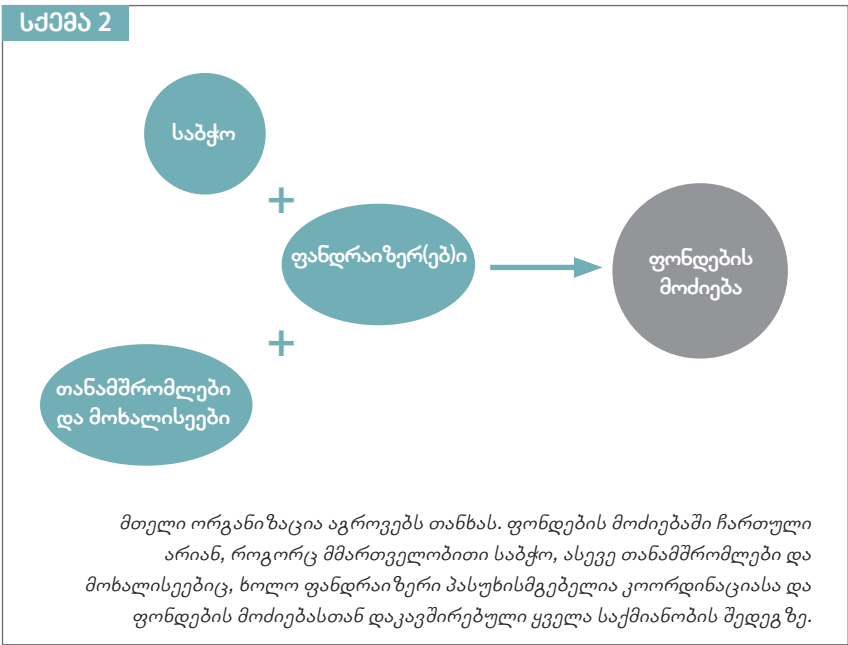 სქემა 2
საბჭო
+
ფანდრაიზერ(ებ)ი
ფონდების
მოძიება
+
თანამშრომლები
და მოხალისეები
მთელი ორგანიზაცია აგროვებს თანხას. ფონდების მოძიებაში ჩართული
არიან, როგორც მმართველობითი საბჭო, ასევე თანამშრომლები და
მოხალისეებიც, ხოლო ფანდრაიზერი პასუხისმგებელია კოორდინაციასა და
ფონდების მოძიებასთან დაკავშირებული ყველა საქმიანობის შედეგზე.